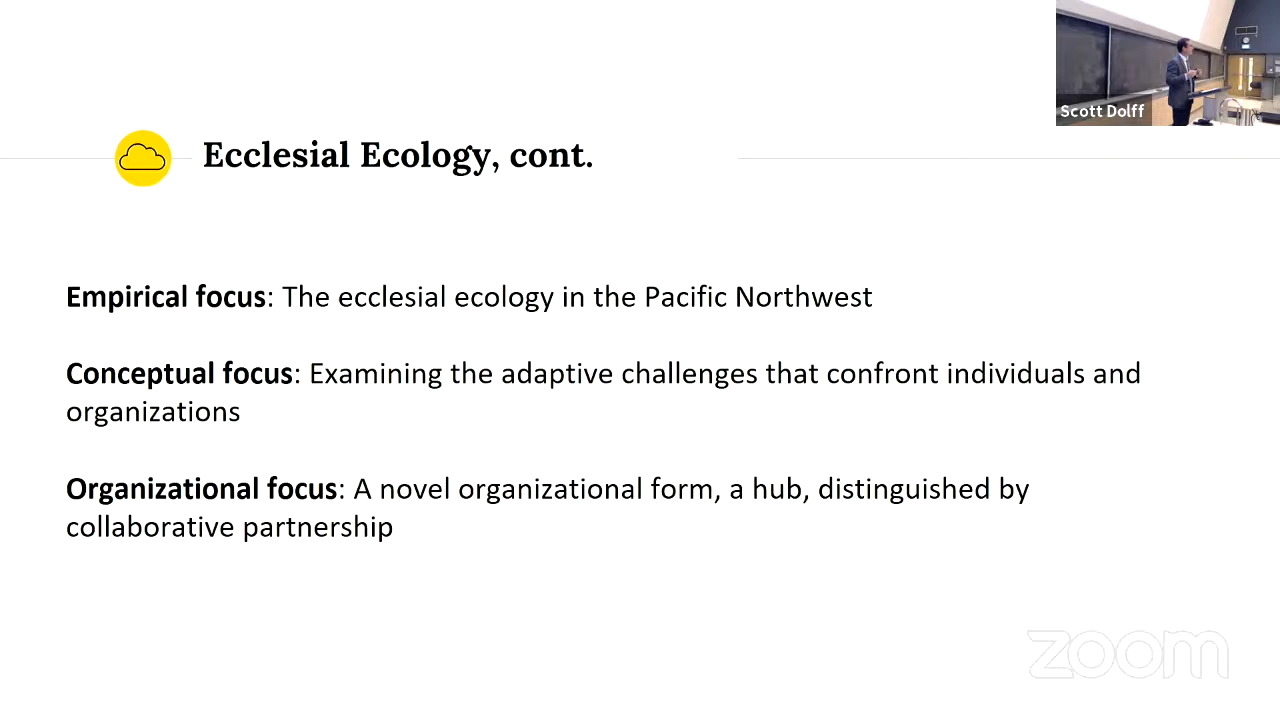 Scott Dolff
Ecclesial Ecology, cont.
Empirical focus: The ecclesial ecology in the Pacific Northwest
Conceptual focus: Examining the adaptive challenges that confront individuals and
organizations
Organizational focus: A novel organizational form, a hub, distinguished by
collaborative partnership
zoom